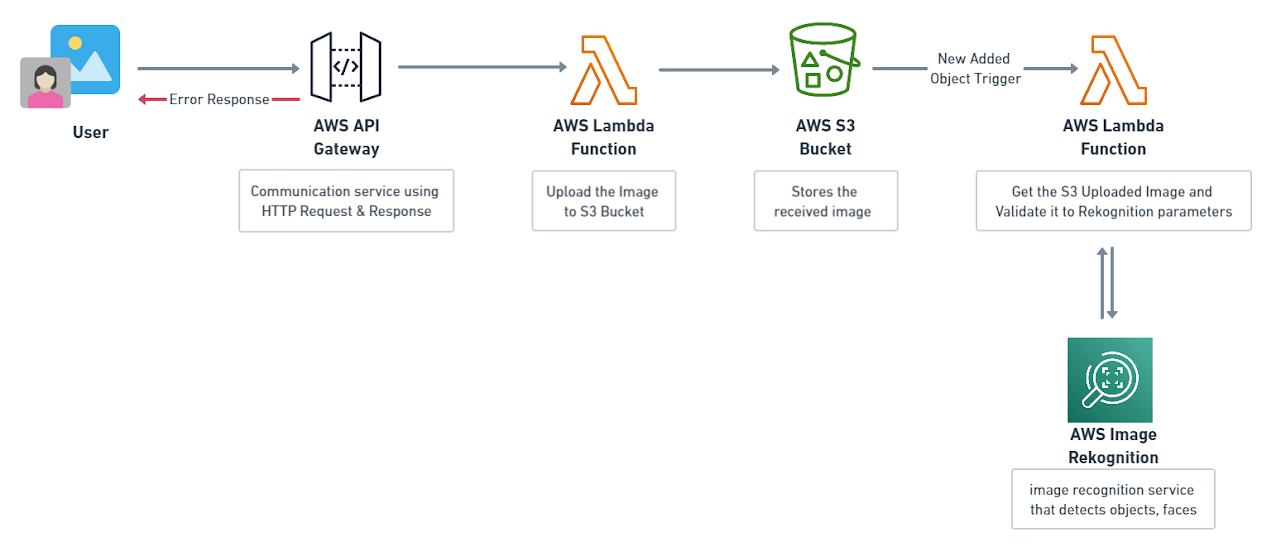 New Added
Object Trigger
Error Response
User
AWS API
Gateway
AWS Lambda
Function
AWS S3
Bucket
AWS Lambda
Function
Communication service using
HTTP Request & Response
Upload the Image
to S3 Bucket
Stores the
received image
Get the S3 Uploaded Image and
Validate it to Rekognition parameters
AWS Image
Rekognition
image recognition service
that detects objects, faces